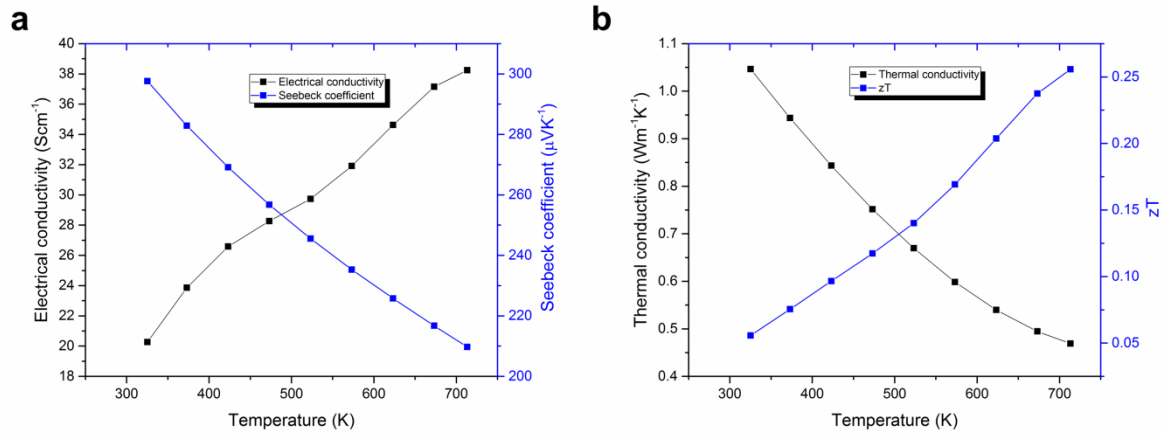 a
40
38
36
34
32
30
28
26
24
22
20
18
Electrical conductivity (Scm⁻¹)
Electrical conductivity
Seebeck coefficient
300
280
260
240
220
200
Seebeck coefficient (μVK⁻¹)
300 400 500 600 700
Temperature (K)
b
1.1
1.0
0.9
0.8
0.7
0.6
0.5
0.4
Thermal conductivity (Wm⁻¹K⁻¹)
Thermal conductivity
zT
0.25
0.20
0.15
0.10
0.05
zT
300 400 500 600 700
Temperature (K)